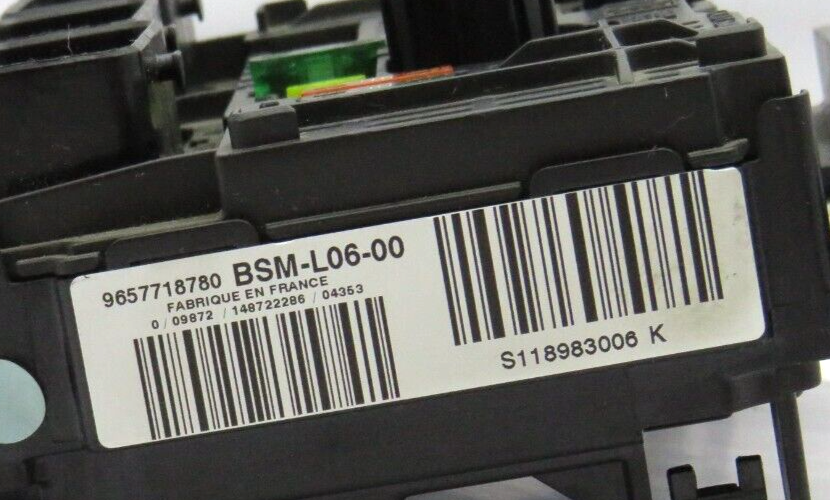 9657718780 BSM-L06-00
FABRIQUE EN FRANCE
0 / 09872 / 148722286 / 04353
S118983006 K